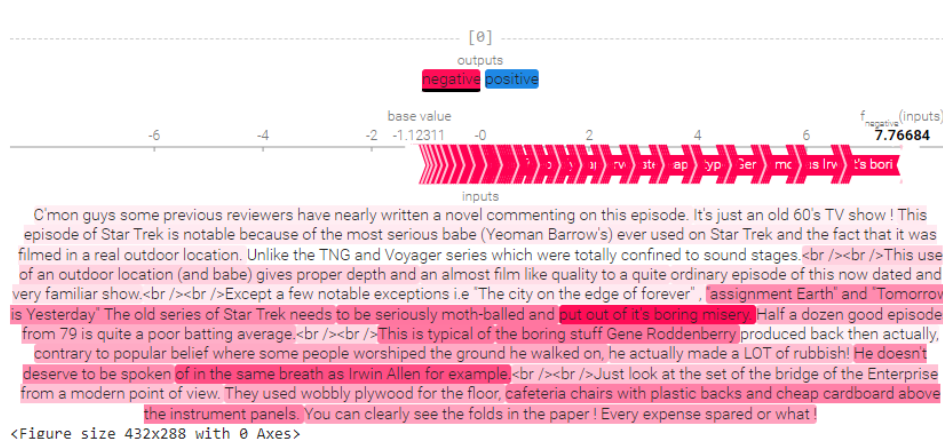 [0]
outputs
negative positive
base value
f negative (inputs)
-6 -4 -2 -1.12311 -0 2 4 6 7.76684
inputs
C'mon guys some previous reviewers have nearly written a novel commenting on this episode. It's just an old 60's TV show ! This
episode of Star Trek is notable because of the most serious babe (Yeoman Barrow's) ever used on Star Trek and the fact that it was
filmed in a real outdoor location. Unlike the TNG and Voyager series which were totally confined to sound stages.<br /><br />This use
of an outdoor location (and babe) gives proper depth and an almost film like quality to a quite ordinary episode of this now dated and
very familiar show.<br /><br />Except a few notable exceptions i.e "The city on the edge of forever" , "assignment Earth" and "Tomorrow
is Yesterday" The old series of Star Trek needs to be seriously moth-balled and put out of it's boring misery. Half a dozen good episode
from 79 is quite a poor batting average.<br /><br />This is typical of the boring stuff Gene Roddenberry produced back then actually,
contrary to popular belief where some people worshiped the ground he walked on, he actually made a LOT of rubbish! He doesn't
deserve to be spoken of in the same breath as Irwin Allen for example.<br /><br />Just look at the set of the bridge of the Enterprise
from a modern point of view. They used wobbly plywood for the floor, cafeteria chairs with plastic backs and cheap cardboard above
the instrument panels. You can clearly see the folds in the paper ! Every expense spared or what !
<Figure size 432x288 with 0 Axes>